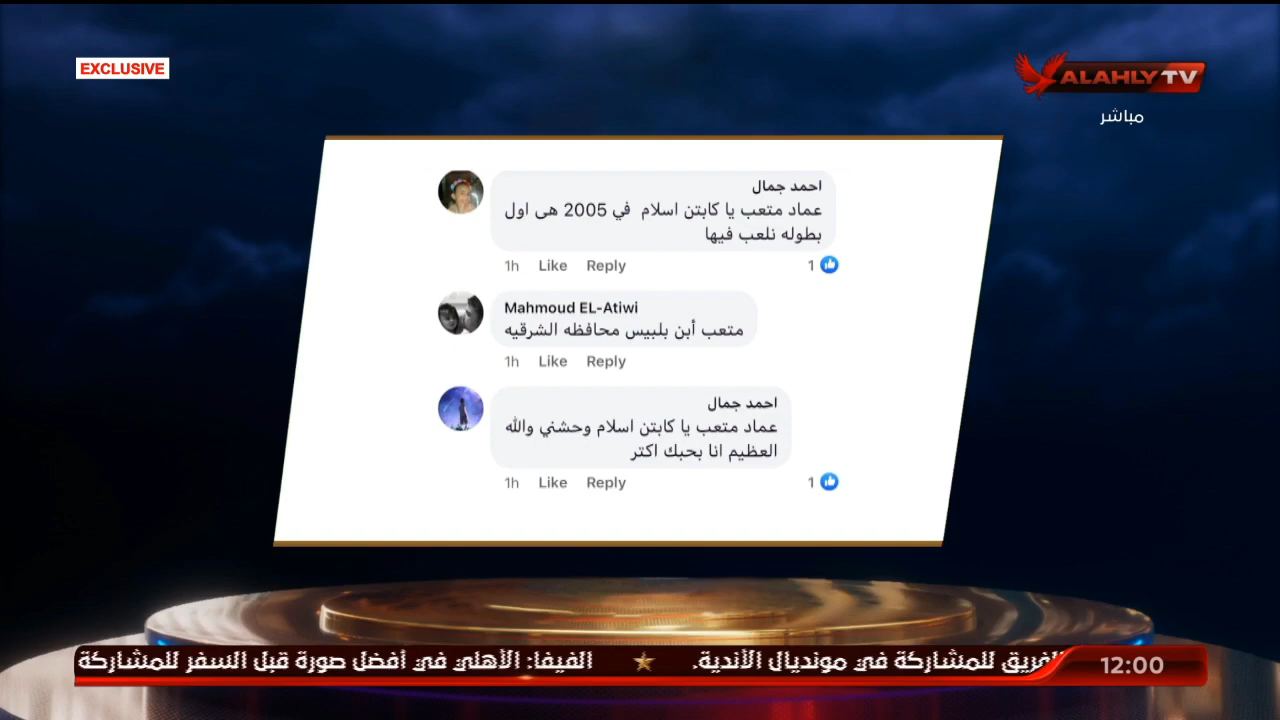 EXCLUSIVE
ALAHLY TV
مباشر
احمد جمال
عماد متعب يا كابتن اسلام في 2005 هى اول
بطوله نلعب فيها
1h Like Reply 1
Mahmoud EL-Atiwi
متعب أبن بلبيس محافظه الشرقيه
1h Like Reply
احمد جمال
عماد متعب يا كابتن اسلام وحشني والله
العظيم انا بحبك اكتر
1h Like Reply 1
الفريق للمشاركة في مونديال الأندية. الفيفا: الأهلي في أفضل صورة قبل السفر للمشاركة
12:00